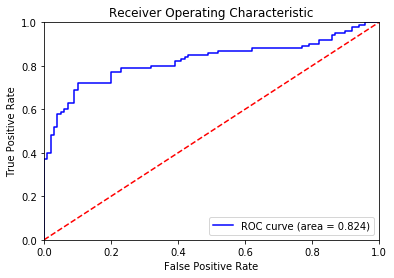 Receiver Operating Characteristic
1.0
0.8
0.6
0.4
0.2
0.0
True Positive Rate
ROC curve (area = 0.824)
0.0 0.2 0.4 0.6 0.8 1.0
False Positive Rate